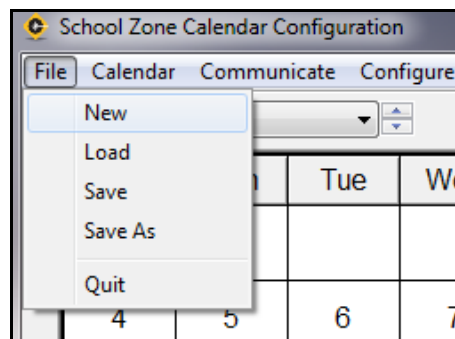 School Zone Calendar Configuration
File Calendar Communicate Configure
New
Load
Tue
Save
Save As
Quit
4 5 6 7